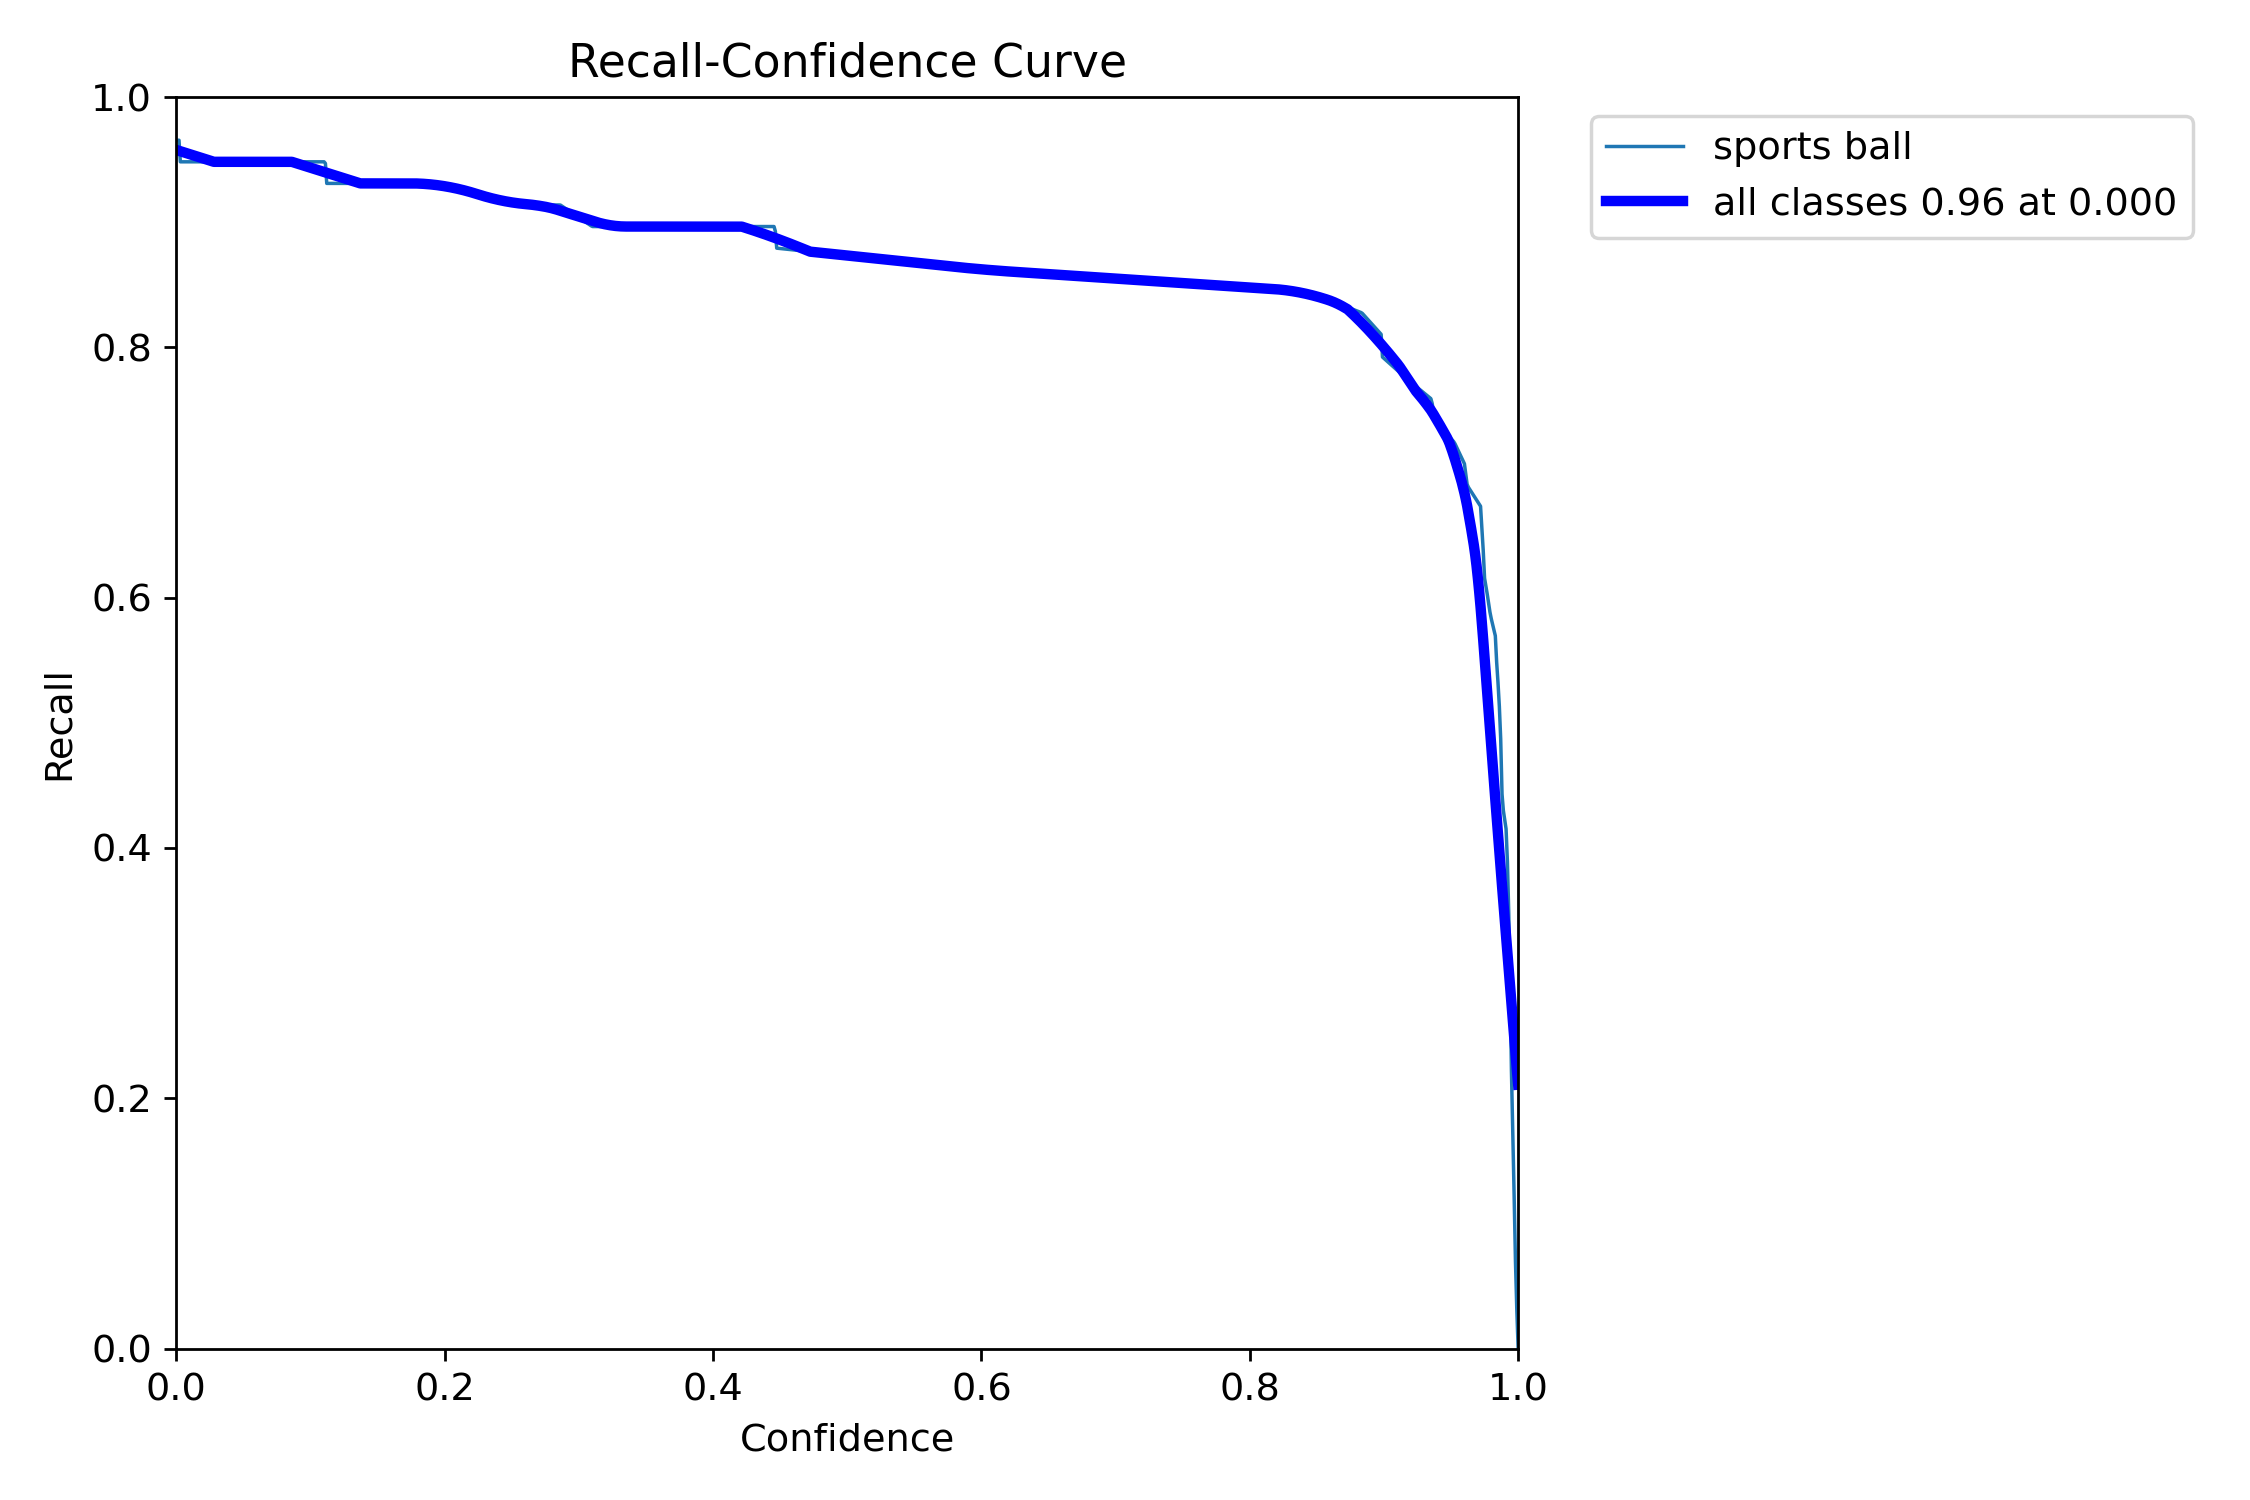 Recall-Confidence Curve
sports ball
all classes 0.96 at 0.000
Recall
1.0
0.8
0.6
0.4
0.2
0.0
0.0 0.2 0.4 0.6 0.8 1.0
Confidence